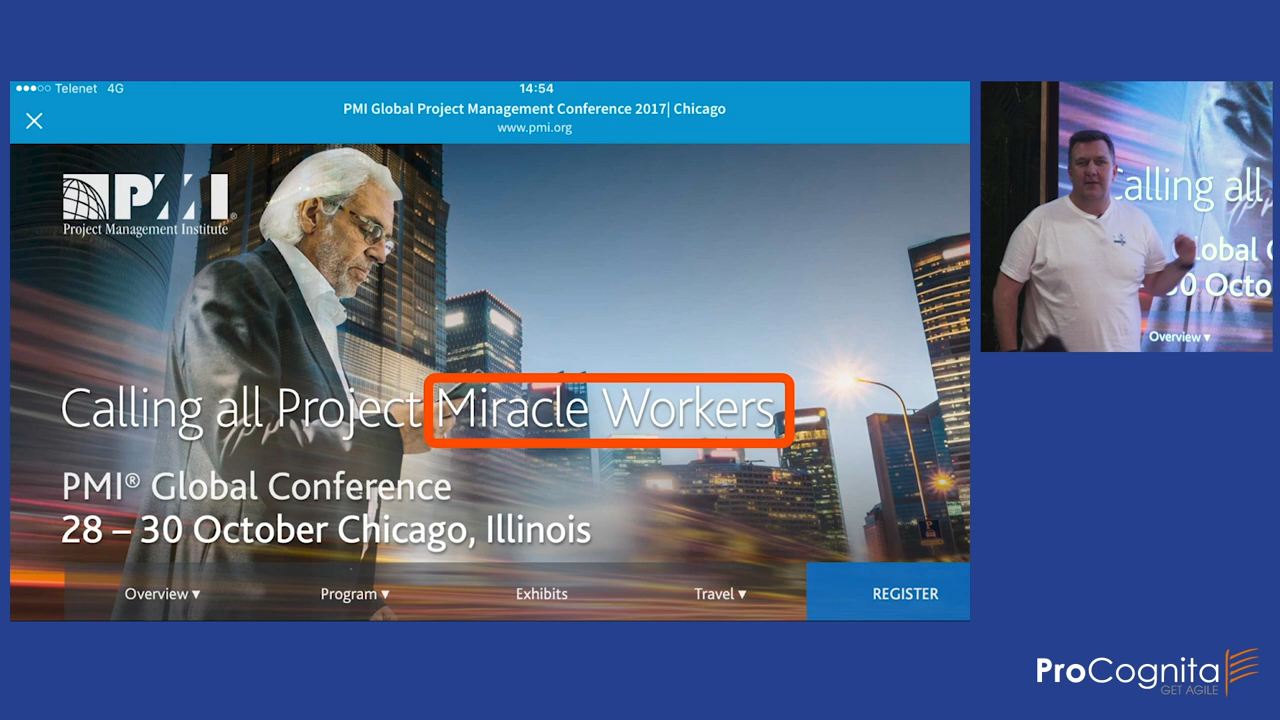 Telenet 4G
14:54
PMI Global Project Management Conference 2017| Chicago
www.pmi.org
PMI®
Project Management Institute
Calling all Project Miracle Workers
PMI® Global Conference
28 – 30 October Chicago, Illinois
Overview ▾
Program ▾
Exhibits
Travel ▾
REGISTER
Calling all
Global
30 Octo
Overview ▾
ProCognita
GET AGILE